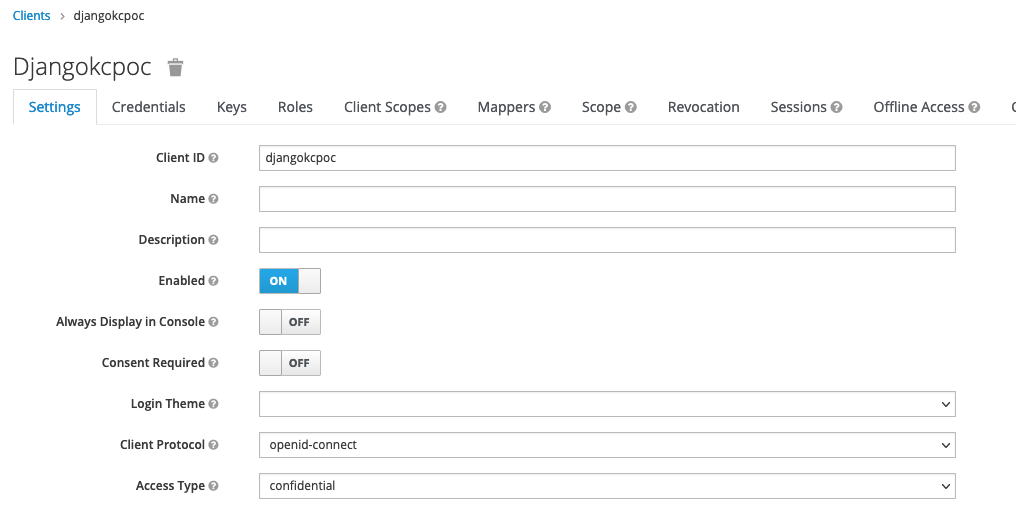 Clients > djangokcpoc
Djangokcpoc
Settings Credentials Keys Roles Client Scopes Mappers Scope Revocation Sessions Offline Access
Client ID djangokcpoc
Name
Description
Enabled ON
Always Display in Console OFF
Consent Required OFF
Login Theme
Client Protocol openid-connect
Access Type confidential